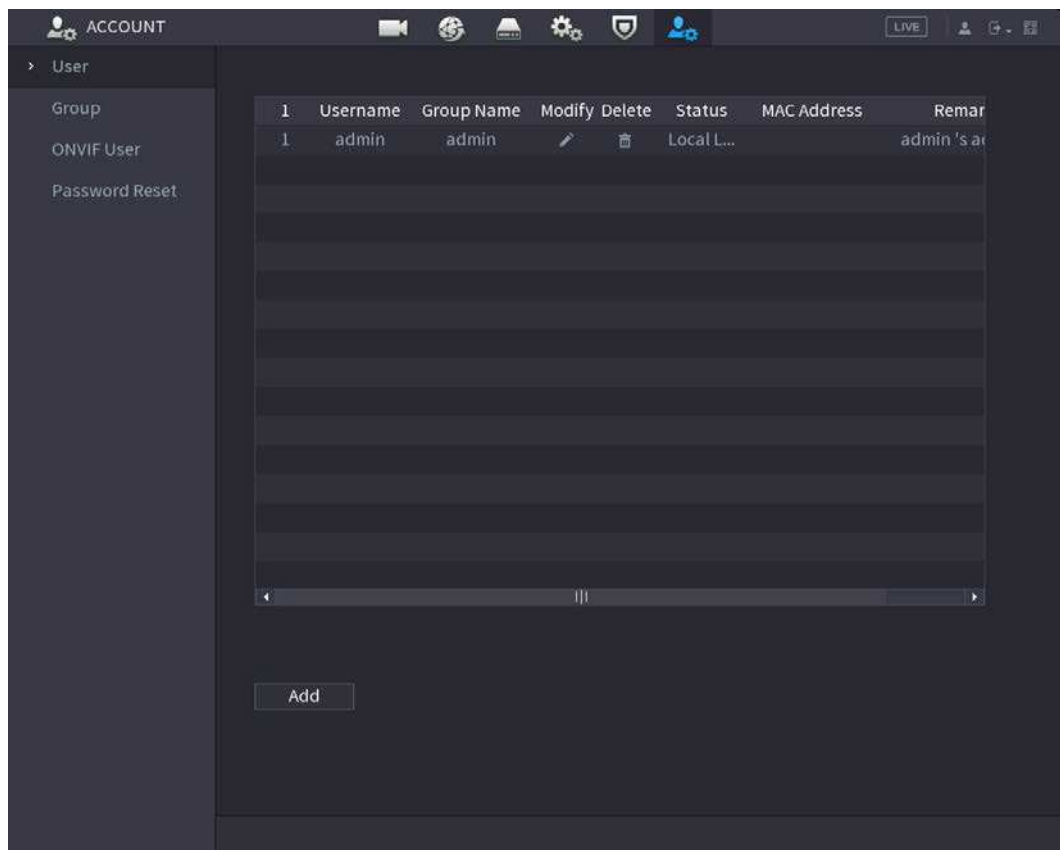 ACCOUNT LIVE
User
Group
ONVIF User
Password Reset
1 Username Group Name Modify Delete Status MAC Address Remar
1 admin admin Local L... admin 's a
Add